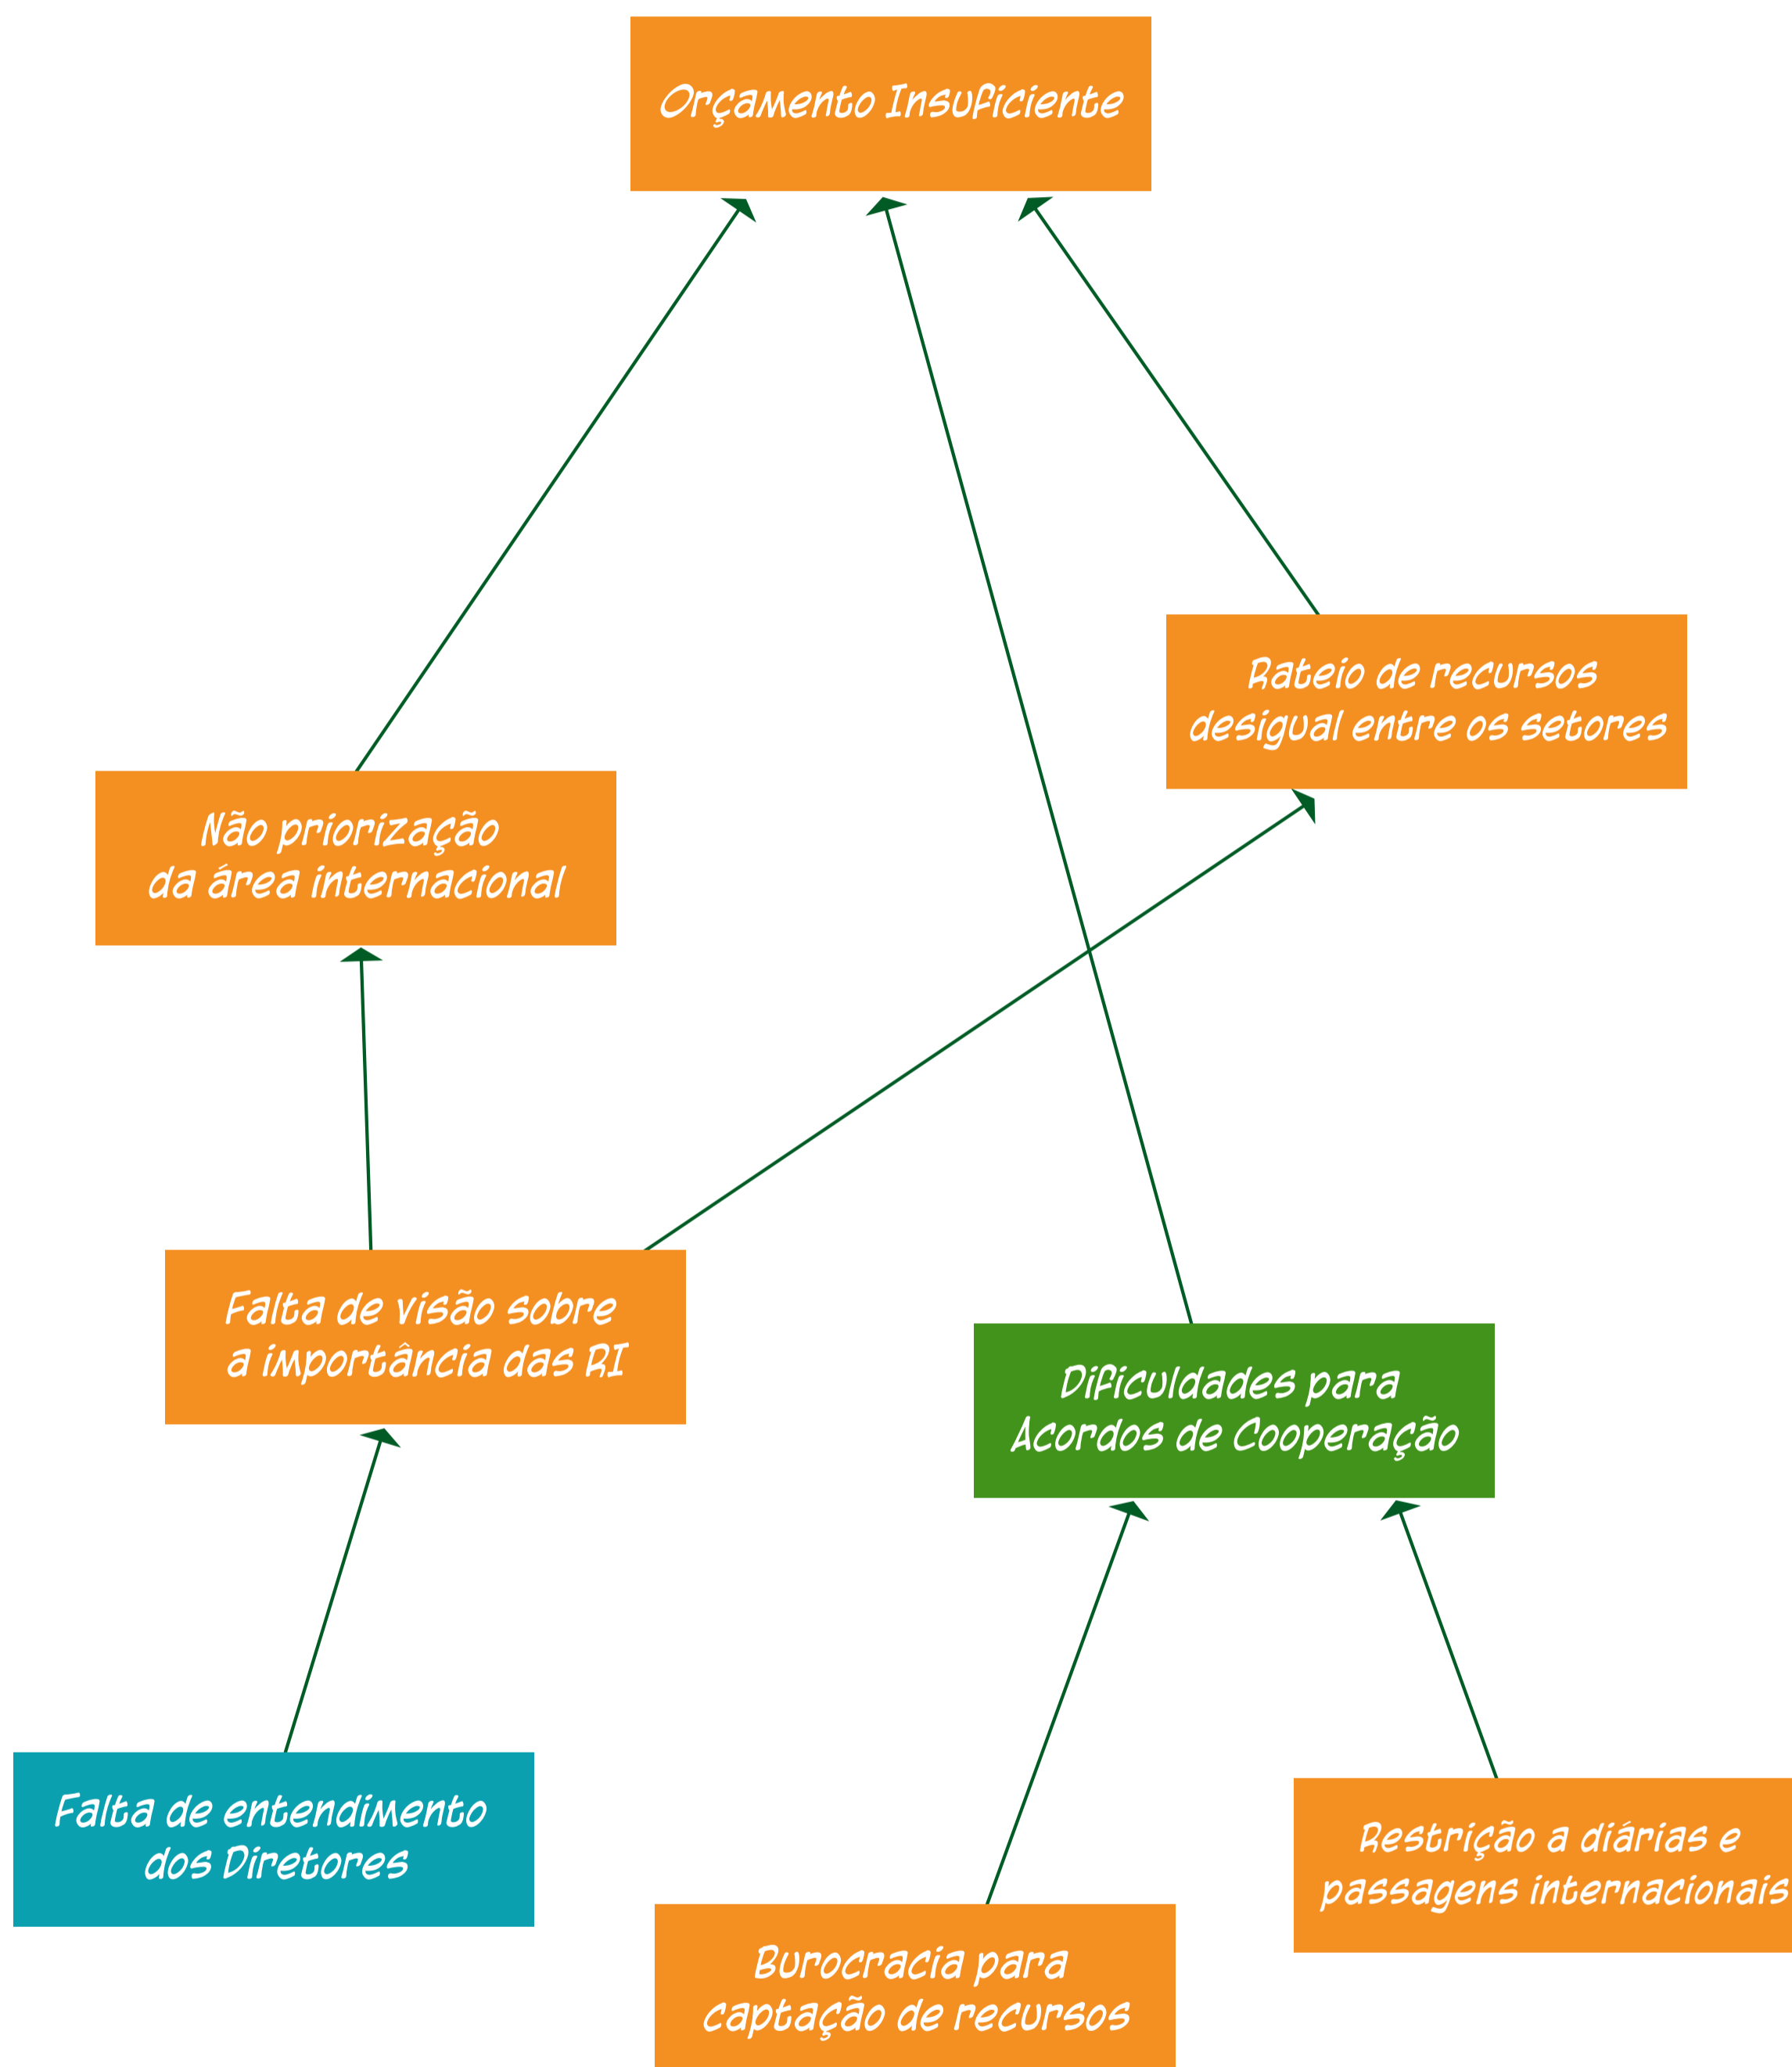 Orçamento Insuficiente
Rateio de recursos
desigual entre os setores
Não priorização
da área internacional
Falta de visão sobre
a importância das RI
Dificuldades para
Acordos de Cooperação
Falta de entendimento
dos Diretores
Restrição a diárias e
passagens internacionais
Burocracia para
captação de recursos